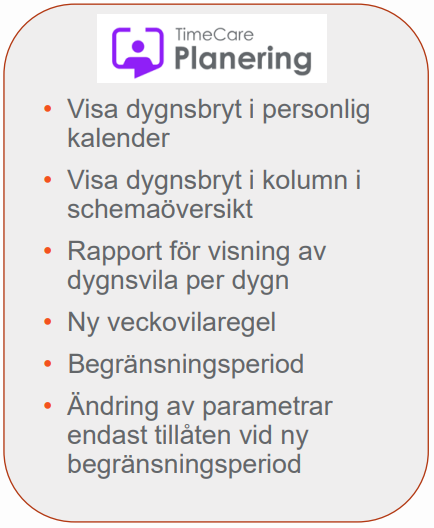 TimeCare
Planering
• Visa dygnsbryt i personlig
kalender
• Visa dygnsbryt i kolumn i
schemaöversikt
• Rapport för visning av
dygnsvila per dygn
• Ny veckovilaregel
• Begränsningsperiod
• Ändring av parametrar
endast tillåten vid ny
begränsningsperiod